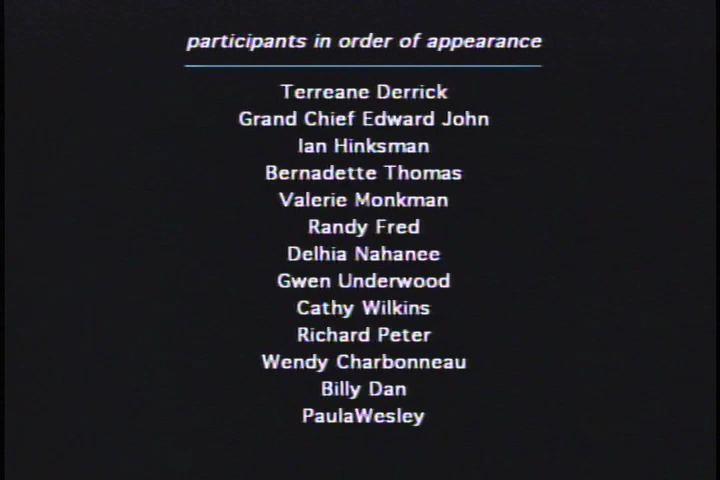 participants in order of appearance
Terreane Derrick
Grand Chief Edward John
Ian Hinksman
Bernadette Thomas
Valerie Monkman
Randy Fred
Delhia Nahanee
Gwen Underwood
Cathy Wilkins
Richard Peter
Wendy Charbonneau
Billy Dan
PaulaWesley